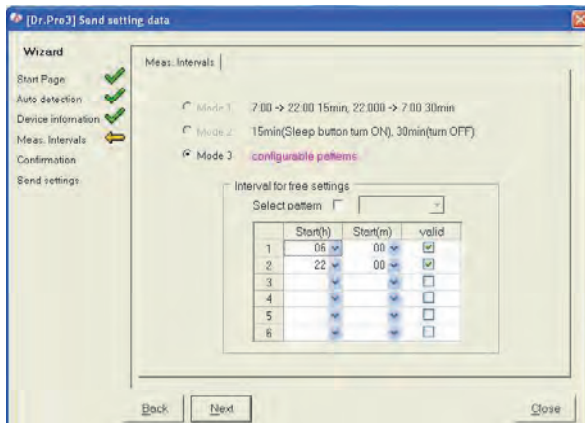 [Dr.Pro3] Send setting data
Wizard
Start Page
Auto detection
Device information
Meas. Intervals
Confirmation
Send settings
Meas. Intervals
Mode 1 7:00 -> 22:00 15min, 22:000 -> 7:00 30min
Mode 2 15min(Sleep button turn ON), 30min(turn OFF)
Mode 3 configurable patterns
Interval for free settings
Select pattern
Start(h) Start(m) valid
1 06 00
2 22 00
3
4
5
6
Back Next Close